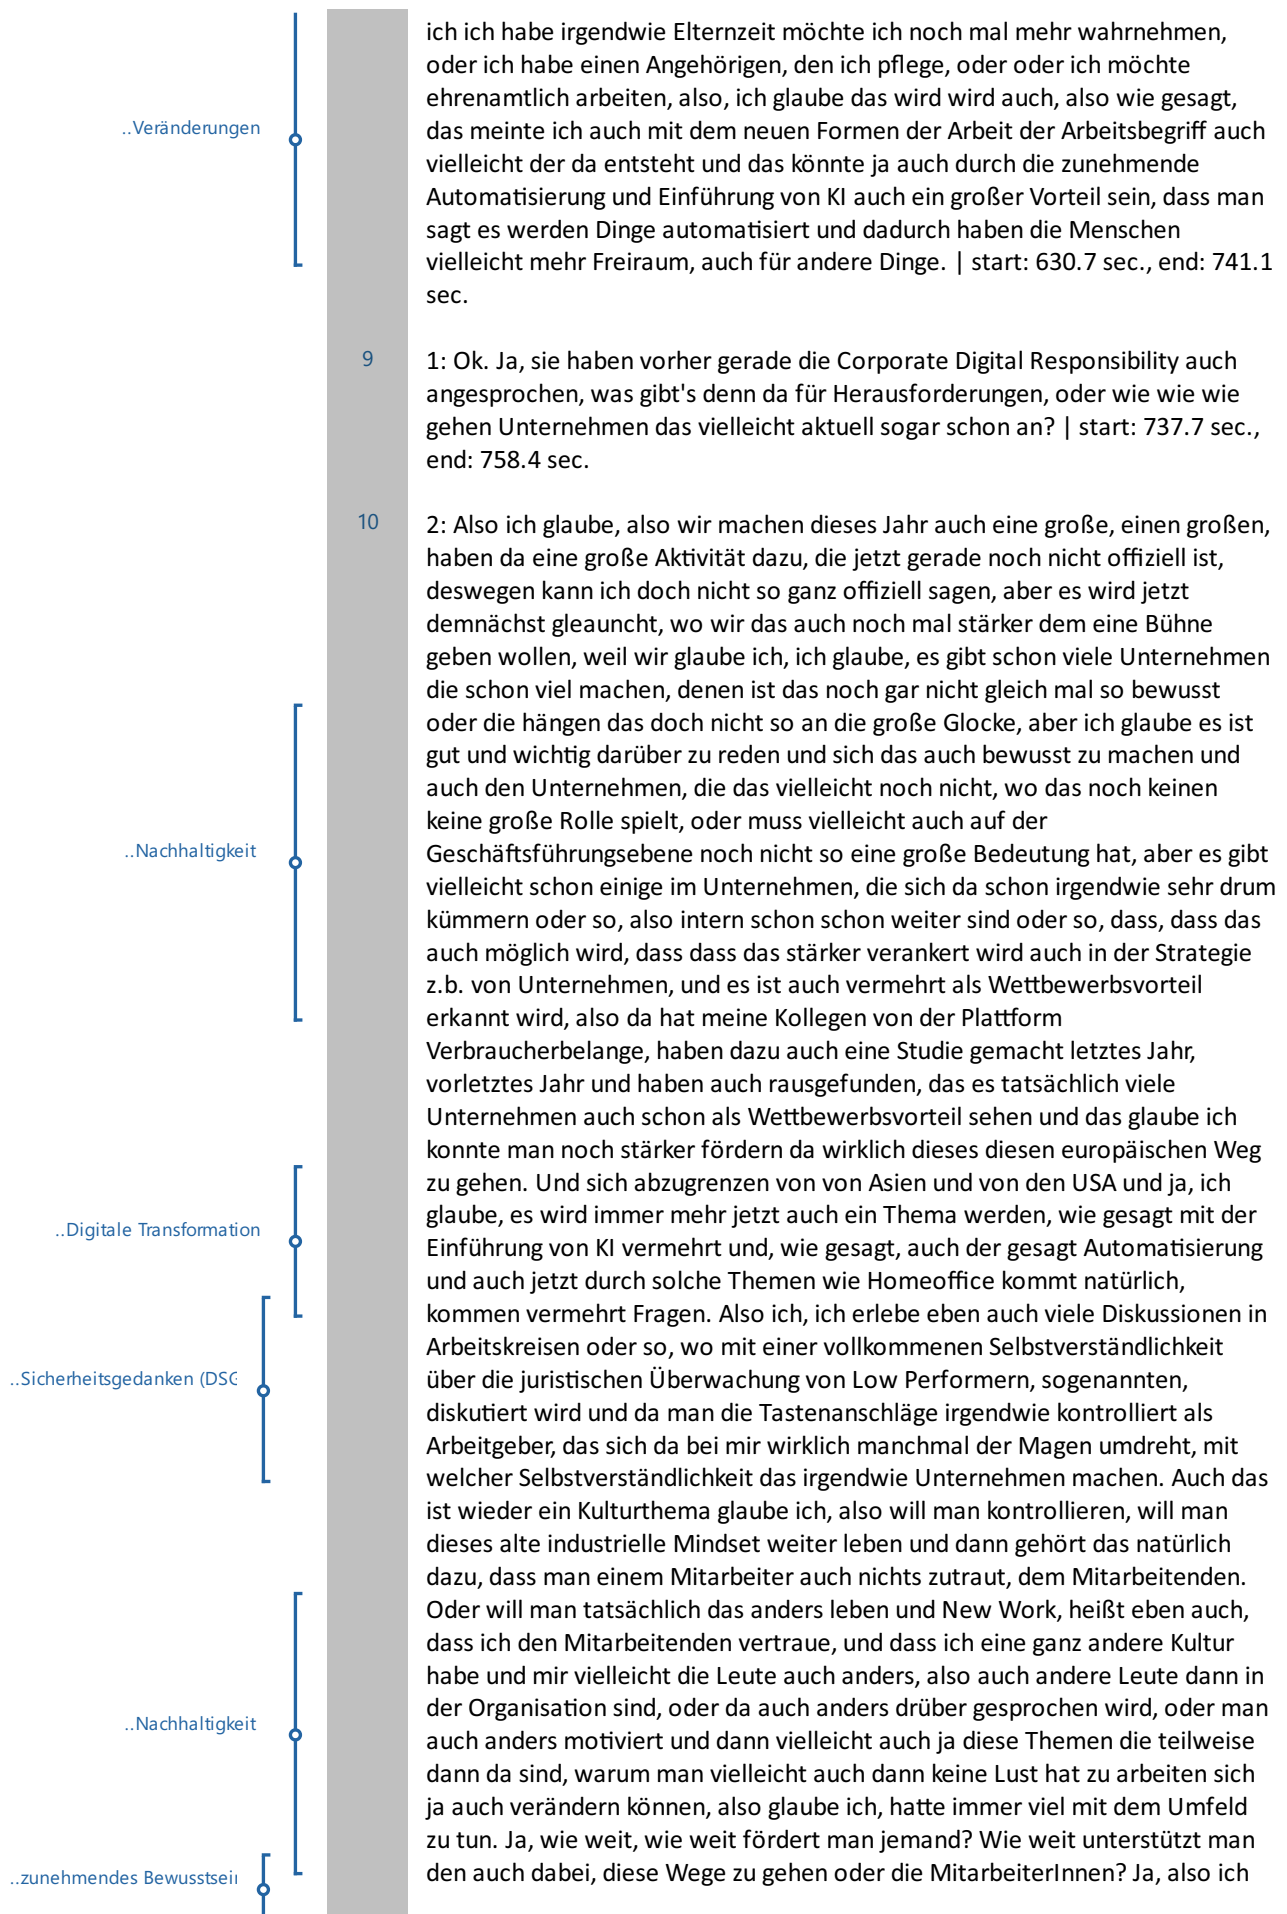 ich ich habe irgendwie Elternzeit möchte ich noch mal mehr wahrnehmen,
oder ich habe einen Angehörigen, den ich pflege, oder oder ich möchte
ehrenamtlich arbeiten, also, ich glaube das wird wird auch, also wie gesagt,
..Veränderungen
das meinte ich auch mit dem neuen Formen der Arbeit der Arbeitsbegriff auch
vielleicht der da entsteht und das könnte ja auch durch die zunehmende
Automatisierung und Einführung von KI auch ein großer Vorteil sein, dass man
sagt es werden Dinge automatisiert und dadurch haben die Menschen
vielleicht mehr Freiraum, auch für andere Dinge. | start: 630.7 sec., end: 741.1
sec.
9
1: Ok. Ja, sie haben vorher gerade die Corporate Digital Responsibility auch
angesprochen, was gibt's denn da für Herausforderungen, oder wie wie wie
gehen Unternehmen das vielleicht aktuell sogar schon an? | start: 737.7 sec.,
end: 758.4 sec.
10
2: Also ich glaube, also wir machen dieses Jahr auch eine große, einen großen,
haben da eine große Aktivität dazu, die jetzt gerade noch nicht offiziell ist,
deswegen kann ich doch nicht so ganz offiziell sagen, aber es wird jetzt
demnächst gleauncht, wo wir das auch noch mal stärker dem eine Bühne
geben wollen, weil wir glaube ich, ich glaube, es gibt schon viele Unternehmen
die schon viel machen, denen ist das noch gar nicht gleich mal so bewusst
oder die hängen das doch nicht so an die große Glocke, aber ich glaube es ist
gut und wichtig darüber zu reden und sich das auch bewusst zu machen und
auch den Unternehmen, die das vielleicht noch nicht, wo das noch keinen
keine große Rolle spielt, oder muss vielleicht auch auf der
..Nachhaltigkeit
Geschäftsführungsebene noch nicht so eine große Bedeutung hat, aber es gibt
vielleicht schon einige im Unternehmen, die sich da schon irgendwie sehr drum
kümmern oder so, also intern schon schon weiter sind oder so, dass, dass das
auch möglich wird, dass dass das stärker verankert wird auch in der Strategie
z.b. von Unternehmen, und es ist auch vermehrt als Wettbewerbsvorteil
erkannt wird, also da hat meine Kollegen von der Plattform
Verbraucherbelange, haben dazu auch eine Studie gemacht letztes Jahr,
vorletztes Jahr und haben auch rausgefunden, das es tatsächlich viele
Unternehmen auch schon als Wettbewerbsvorteil sehen und das glaube ich
konnte man noch stärker fördern da wirklich dieses diesen europäischen Weg
zu gehen. Und sich abzugrenzen von von Asien und von den USA und ja, ich
glaube, es wird immer mehr jetzt auch ein Thema werden, wie gesagt mit der
..Digitale Transformation
Einführung von KI vermehrt und, wie gesagt, auch der gesagt Automatisierung
und auch jetzt durch solche Themen wie Homeoffice kommt natürlich,
kommen vermehrt Fragen. Also ich, ich erlebe eben auch viele Diskussionen in
Arbeitskreisen oder so, wo mit einer vollkommenen Selbstverständlichkeit
..Sicherheitsgedanken (DSG
über die juristischen Überwachung von Low Performern, sogenannten,
diskutiert wird und da man die Tastenanschläge irgendwie kontrolliert als
Arbeitgeber, das sich da bei mir wirklich manchmal der Magen umdreht, mit
welcher Selbstverständlichkeit das irgendwie Unternehmen machen. Auch das
ist wieder ein Kulturthema glaube ich, also will man kontrollieren, will man
dieses alte industrielle Mindset weiter leben und dann gehört das natürlich
dazu, dass man einem Mitarbeiter auch nichts zutraut, dem Mitarbeitenden.
Oder will man tatsächlich das anders leben und New Work, heißt eben auch,
dass ich den Mitarbeitenden vertraue, und dass ich eine ganz andere Kultur
habe und mir vielleicht die Leute auch anders, also auch andere Leute dann in
der Organisation sind, oder da auch anders drüber gesprochen wird, oder man
..Nachhaltigkeit
auch anders motiviert und dann vielleicht auch ja diese Themen die teilweise
dann da sind, warum man vielleicht auch dann keine Lust hat zu arbeiten sich
ja auch verändern können, also glaube ich, hatte immer viel mit dem Umfeld
zu tun. Ja, wie weit, wie weit fördert man jemand? Wie weit unterstützt man
..zunehmendes Bewusstsein
den auch dabei, diese Wege zu gehen oder die MitarbeiterInnen? Ja, also ich